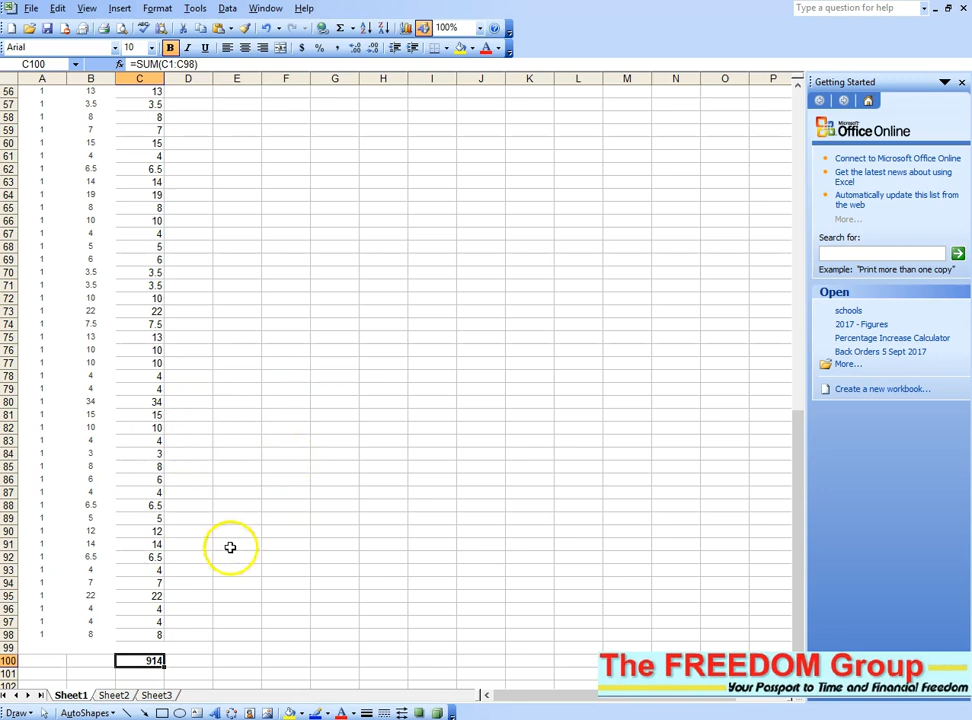 File Edit View Insert Format Tools Data Window Help Type a question for help
100%
Arial 10 B I U $ %
C100 fx =SUM(C1:C98)
A B C D E F G H I J K L M N O P
56 1 13 13
57 1 3.5 3.5
58 1 8 8
59 1 7 7
60 1 15 15
61 1 4 4
62 1 6.5 6.5
63 1 14 14
64 1 19 19
65 1 8 8
66 1 10 10
67 1 4 4
68 1 5 5
69 1 6 6
70 1 3.5 3.5
71 1 3.5 3.5
72 1 10 10
73 1 22 22
74 1 7.5 7.5
75 1 13 13
76 1 10 10
77 1 10 10
78 1 4 4
79 1 4 4
80 1 34 34
81 1 15 15
82 1 10 10
83 1 4 4
84 1 3 3
85 1 8 8
86 1 6 6
87 1 4 4
88 1 6.5 6.5
89 1 5 5
90 1 12 12
91 1 14 14
92 1 6.5 6.5
93 1 4 4
94 1 7 7
95 1 22 22
96 1 4 4
97 1 4 4
98 1 8 8
99
100 914
101
102
Sheet1 Sheet2 Sheet3
Draw AutoShapes
Getting Started
Microsoft
Office Online
Connect to Microsoft Office Online
Get the latest news about using
Excel
Automatically update this list from
the web
More...
Search for:
Example: "Print more than one copy"
Open
schools
2017 - Figures
Percentage Increase Calculator
Back Orders 5 Sept 2017
More...
Create a new workbook...
The FREEDOM Group
Your Passport to Time and Financial Freedom